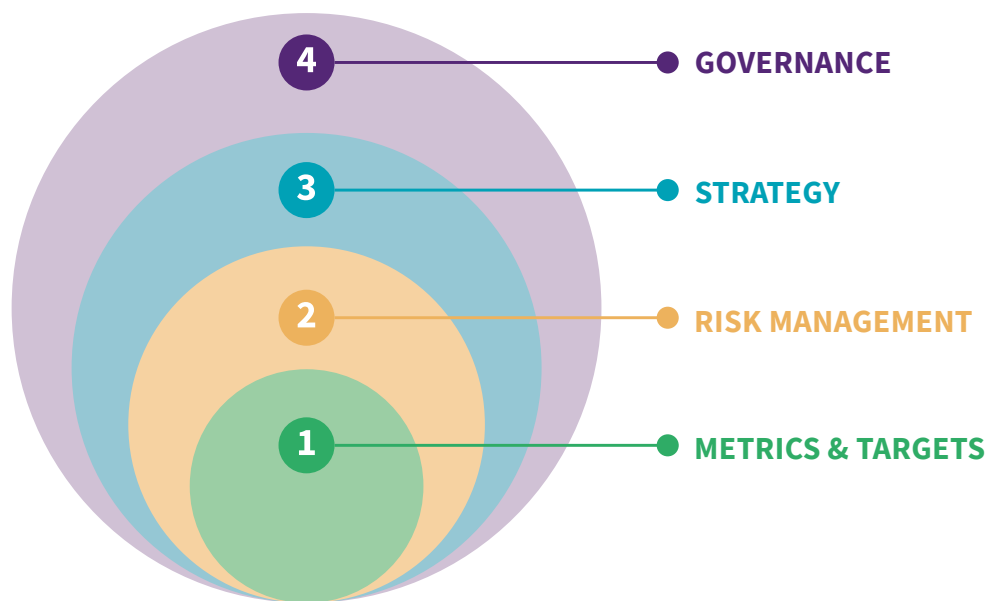 4 GOVERNANCE
3 STRATEGY
2 RISK MANAGEMENT
1 METRICS & TARGETS